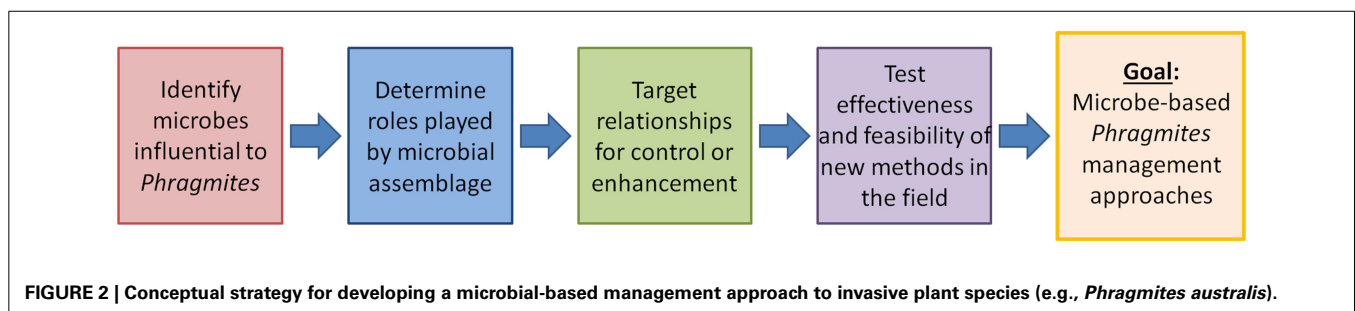 Identify
microbes
influential to
Phragmites
Determine
roles played
by microbial
assemblage
Target
relationships
for control or
enhancement
Test
effectiveness
and feasibility of
new methods in
the field
Goal:
Microbe-based
Phragmites
management
approaches
FIGURE 2 | Conceptual strategy for developing a microbial-based management approach to invasive plant species (e.g., Phragmites australis).